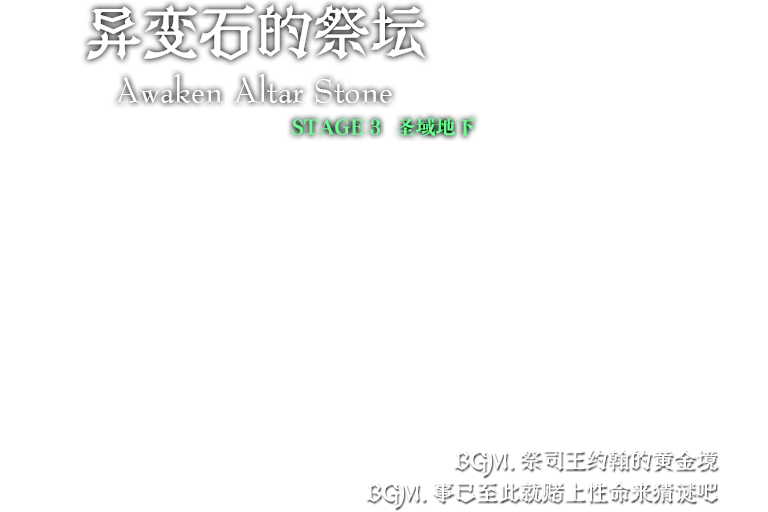 异变石的祭坛
Awaken Altar Stone
STAGE 3 圣域地下
BGM. 祭司王约翰的黄金境
BGM. 事已至此就赌上性命来猜谜吧